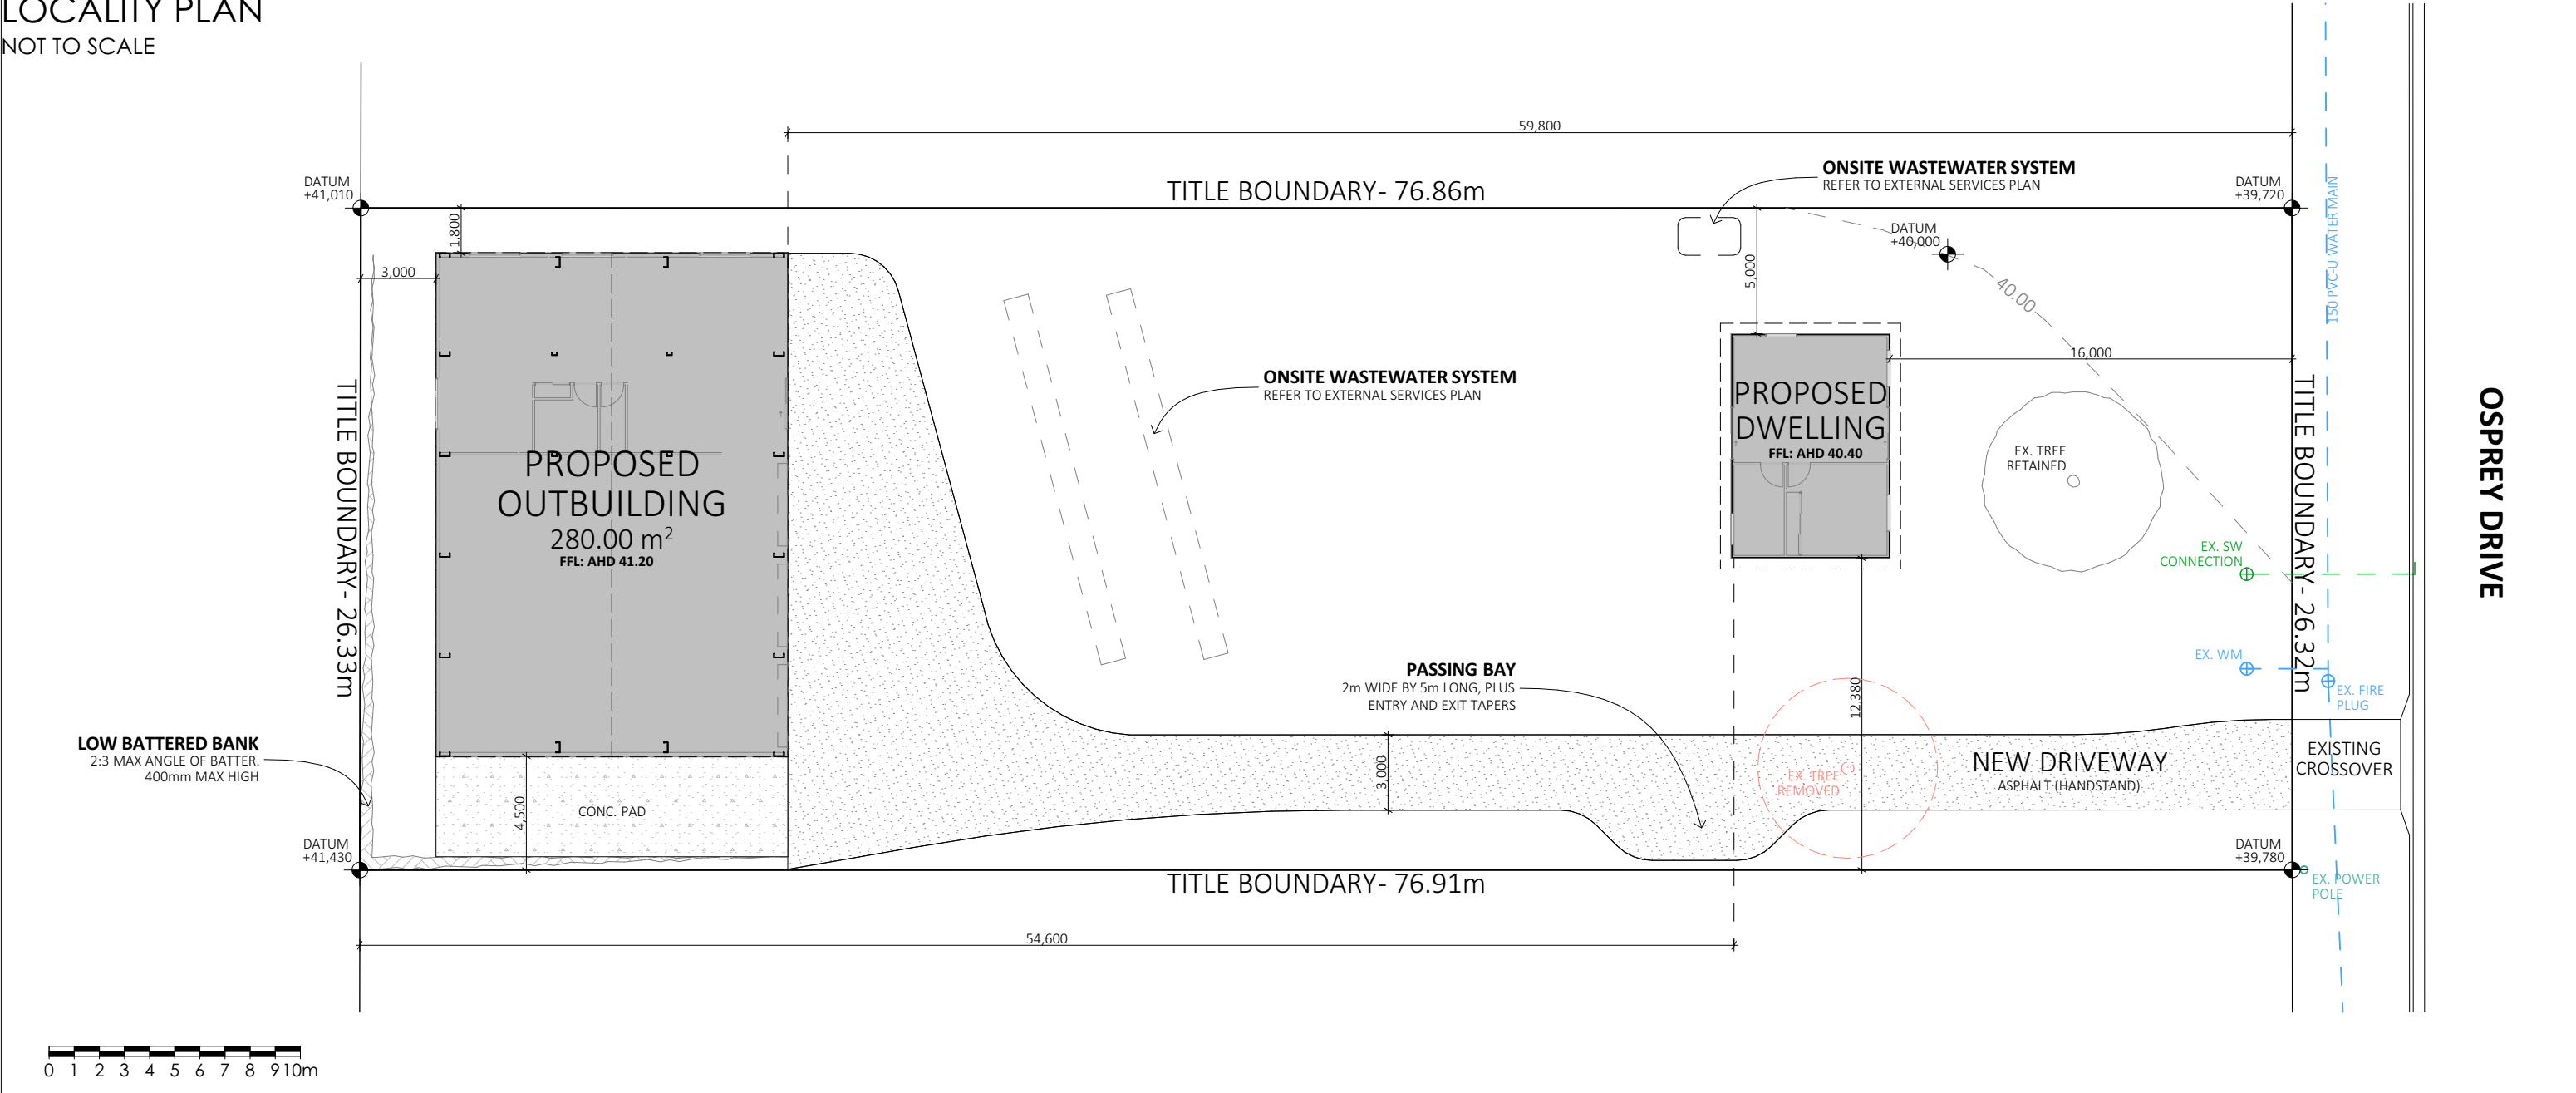 LOCALITY PLAN
NOT TO SCALE
59,800
ONSITE WASTEWATER SYSTEM
REFER TO EXTERNAL SERVICES PLAN
TITLE BOUNDARY- 76.86m
DATUM
+41,010
DATUM
+39,720
150 PVC-U WATER MAIN
1,800
3,000
DATUM
+40,000
5,000
40.00
16,000
ONSITE WASTEWATER SYSTEM
REFER TO EXTERNAL SERVICES PLAN
PROPOSED
DWELLING
FFL: AHD 40.40
TITLE BOUNDARY- 26.33m
PROPOSED
OUTBUILDING
280.00 m²
FFL: AHD 41.20
EX. TREE
RETAINED
TITLE BOUNDARY- 26.32m
OSPREY DRIVE
EX. SW
CONNECTION
EX. WM
EX. FIRE
PLUG
PASSING BAY
2m WIDE BY 5m LONG, PLUS
ENTRY AND EXIT TAPERS
12,380
LOW BATTERED BANK
2:3 MAX ANGLE OF BATTER.
400mm MAX HIGH
3,000
EX. TREE
REMOVED
NEW DRIVEWAY
ASPHALT (HANDSTAND)
EXISTING
CROSSOVER
4,500
CONC. PAD
DATUM
+41,430
DATUM
+39,780
TITLE BOUNDARY- 76.91m
EX. POWER
POLE
54,600
0 1 2 3 4 5 6 7 8 9 10m